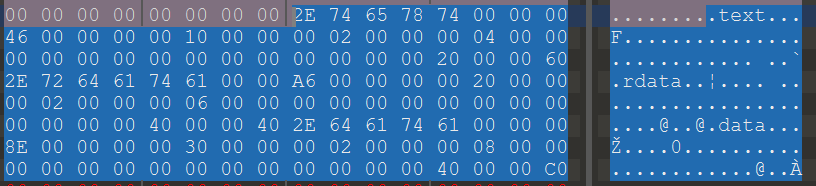 00 00 00 00 00 00 00 00 2E 74 65 78 74 00 00 00 .........text...
46 00 00 00 00 10 00 00 00 02 00 00 00 04 00 00 F...............
00 00 00 00 00 00 00 00 00 00 00 00 20 00 00 60 ............ ..`
2E 72 64 61 74 61 00 00 A6 00 00 00 00 20 00 00 .rdata..¦.... ..
00 02 00 00 00 06 00 00 00 00 00 00 00 00 00 00 ................
00 00 00 00 40 00 00 40 2E 64 61 74 61 00 00 00 ....@..@.data...
8E 00 00 00 00 30 00 00 00 02 00 00 00 08 00 00 Ž....0..........
00 00 00 00 00 00 00 00 00 00 00 00 40 00 00 C0 ............@..À